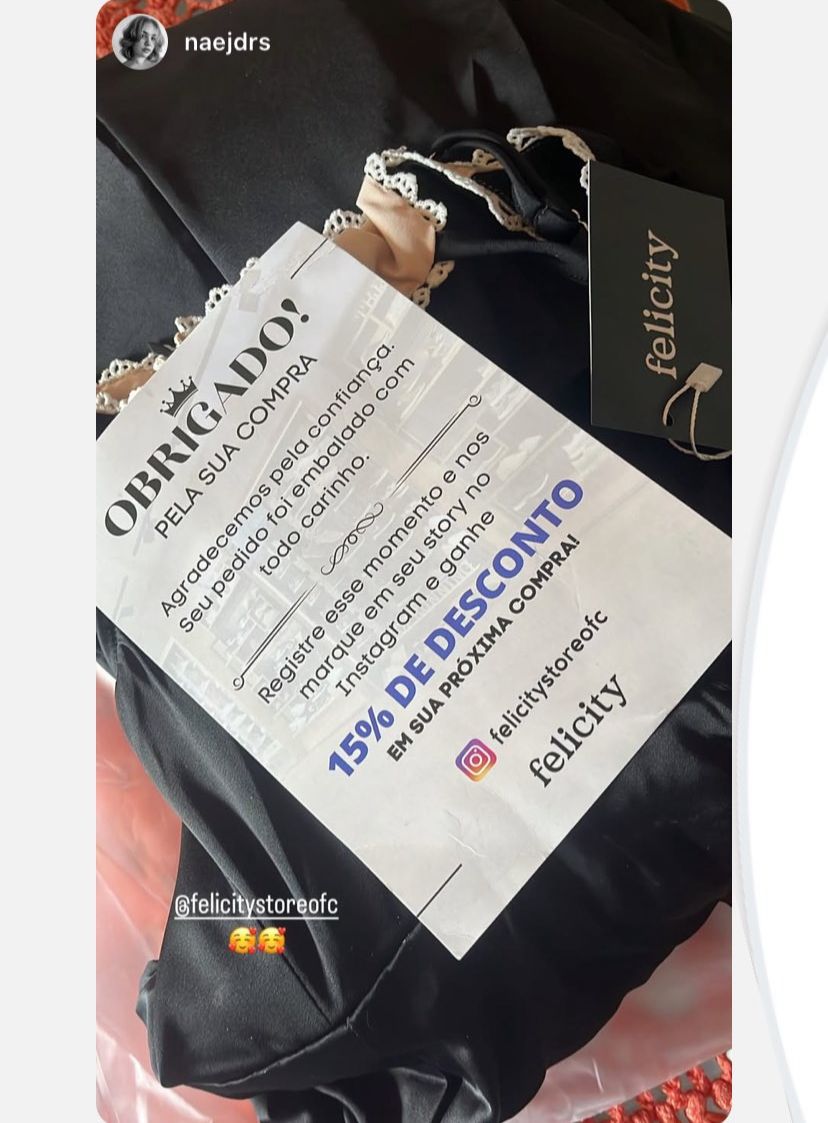 naejdrs
felicity
OBRIGADO!
PELA SUA COMPRA
Agradecemos pela confiança.
Seu pedido foi embalado com
todo carinho.
Registre esse momento e nos
marque em seu story no
Instagram e ganhe
15% DE DESCONTO
EM SUA PRÓXIMA COMPRA!
felicitystoreofc
felicity
@felicitystoreofc